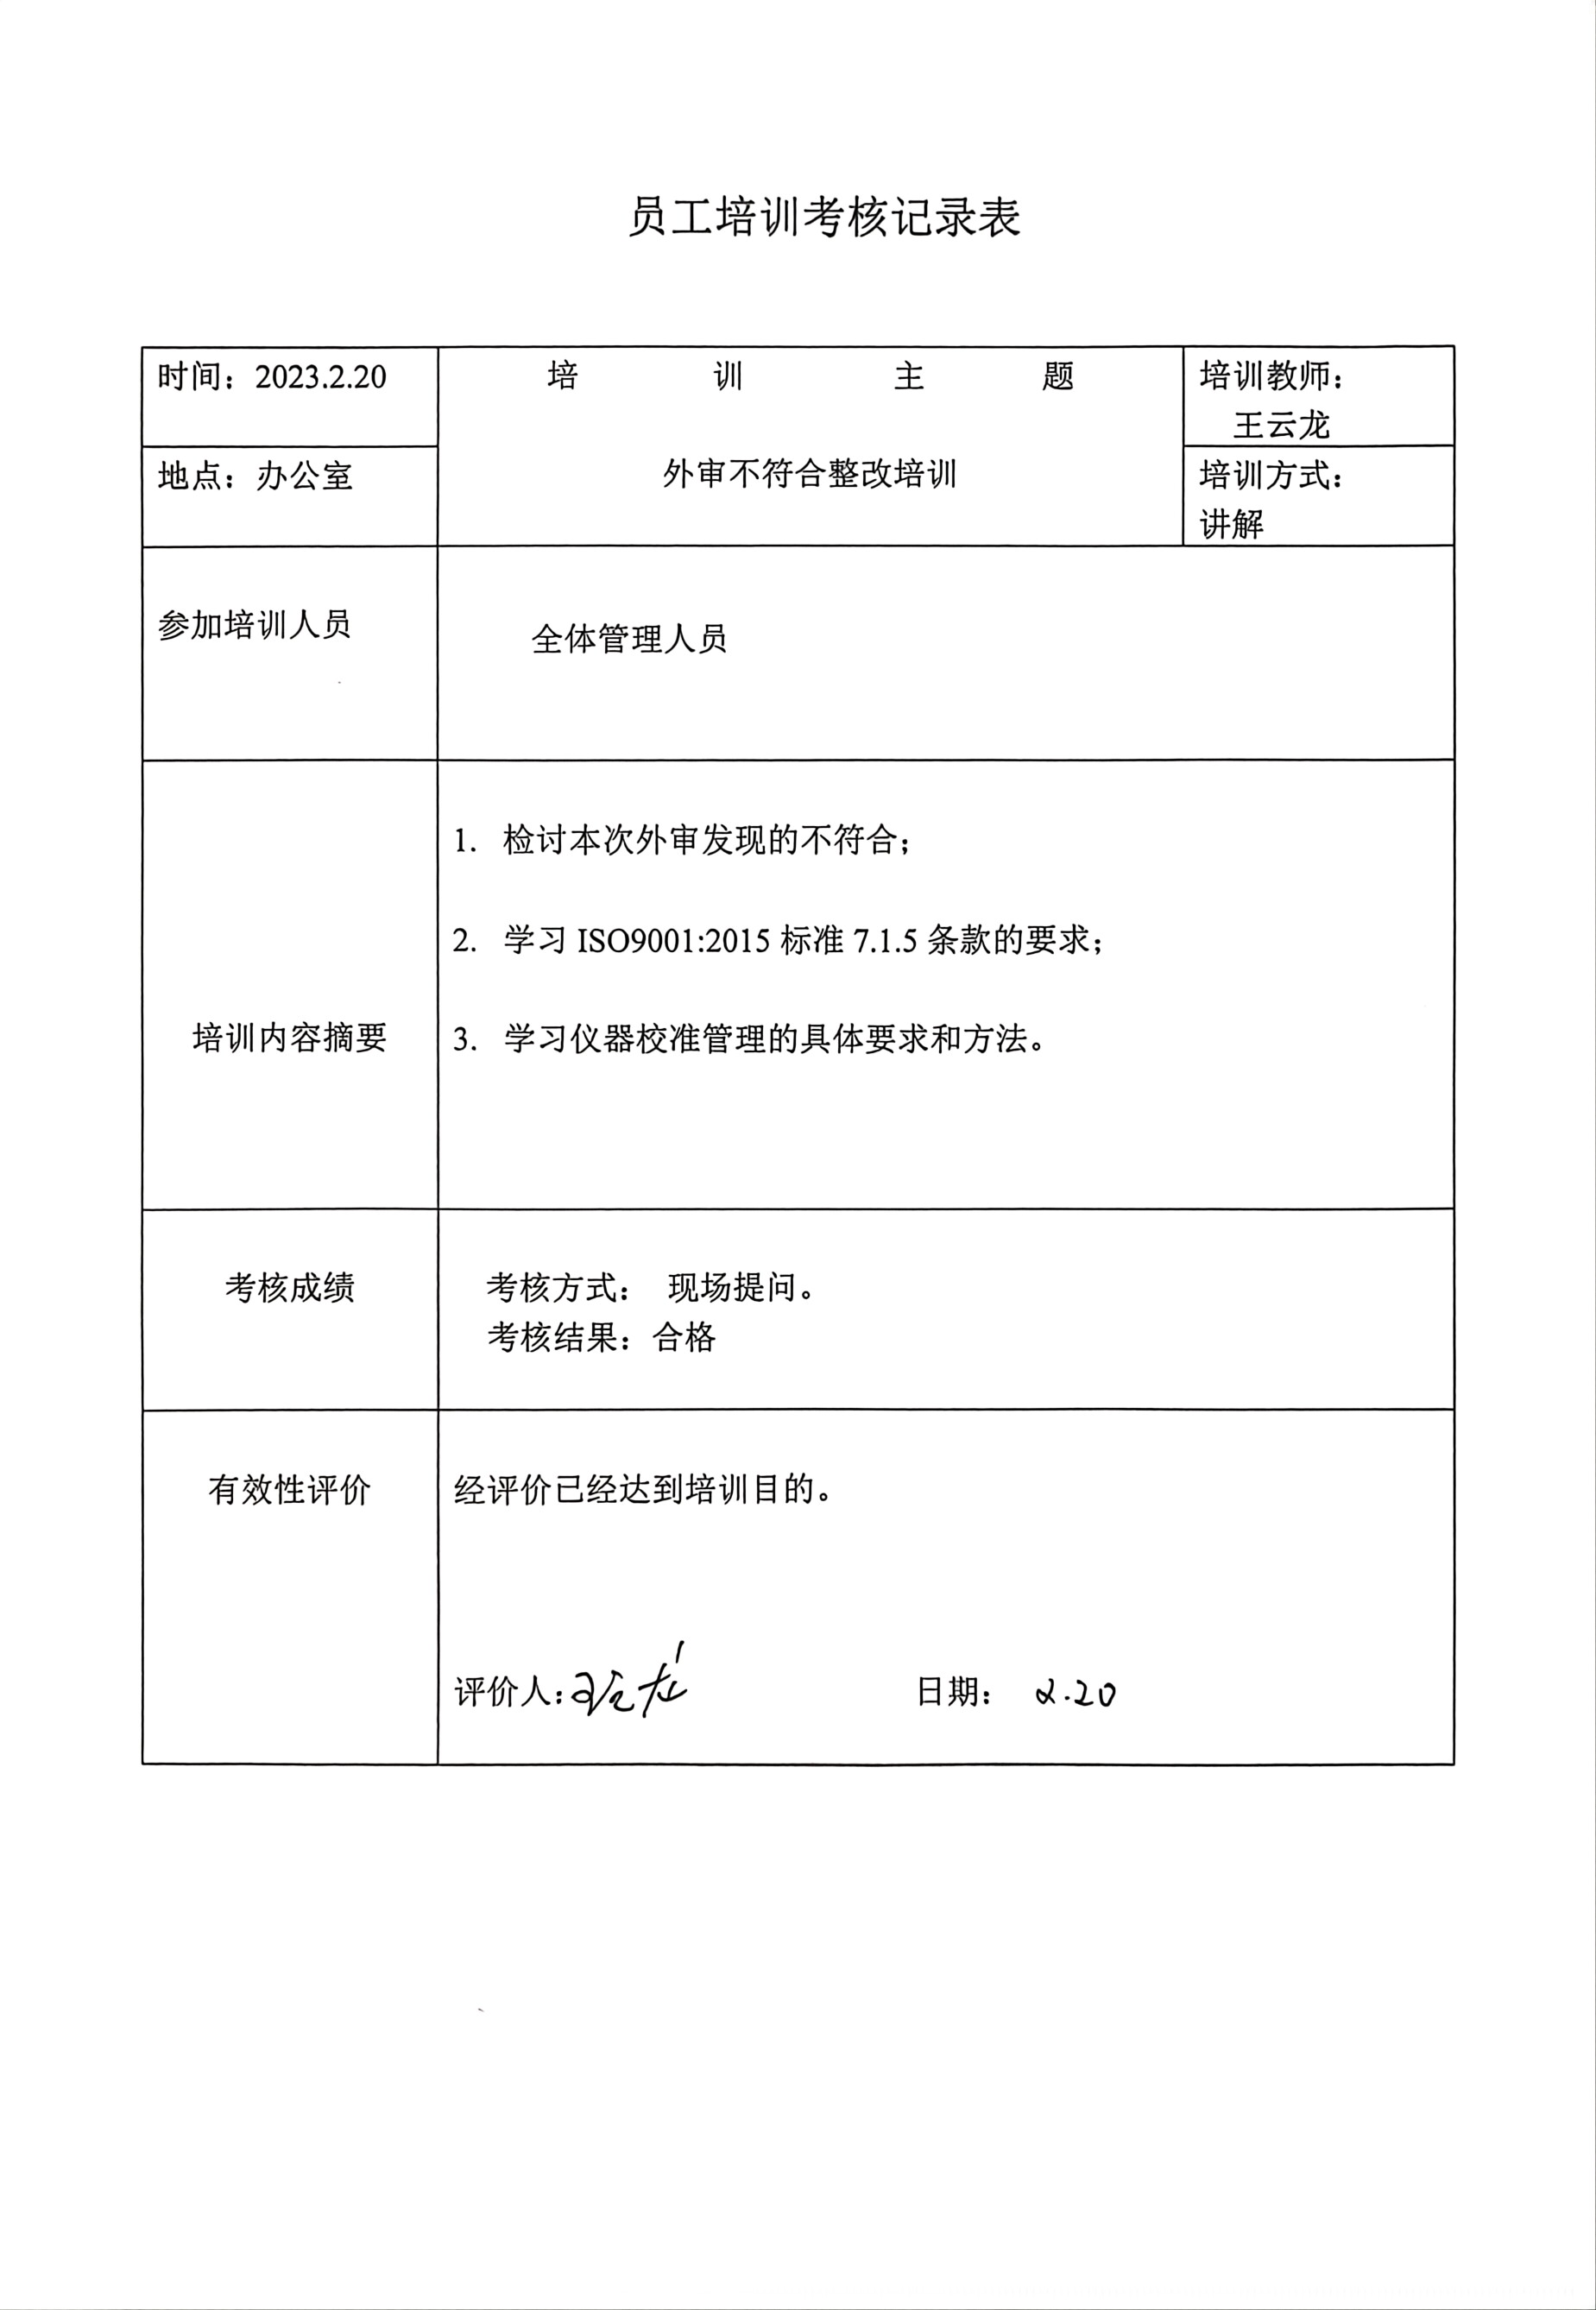 员工培训考核记录表
时间：2023.2.20
培 训 主 题
培训教师：
王云龙
地点：办公室
外审不符合整改培训
培训方式：
讲解
参加培训人员
全体管理人员
培训内容摘要
1. 检讨本次外审发现的不符合；
2. 学习 ISO9001:2015 标准 7.1.5 条款的要求；
3. 学习仪器校准管理的具体要求和方法。
考核成绩
考核方式： 现场提问。
考核结果：合格
有效性评价
经评价已经达到培训目的。
评价人:王云龙
日期： 2.20